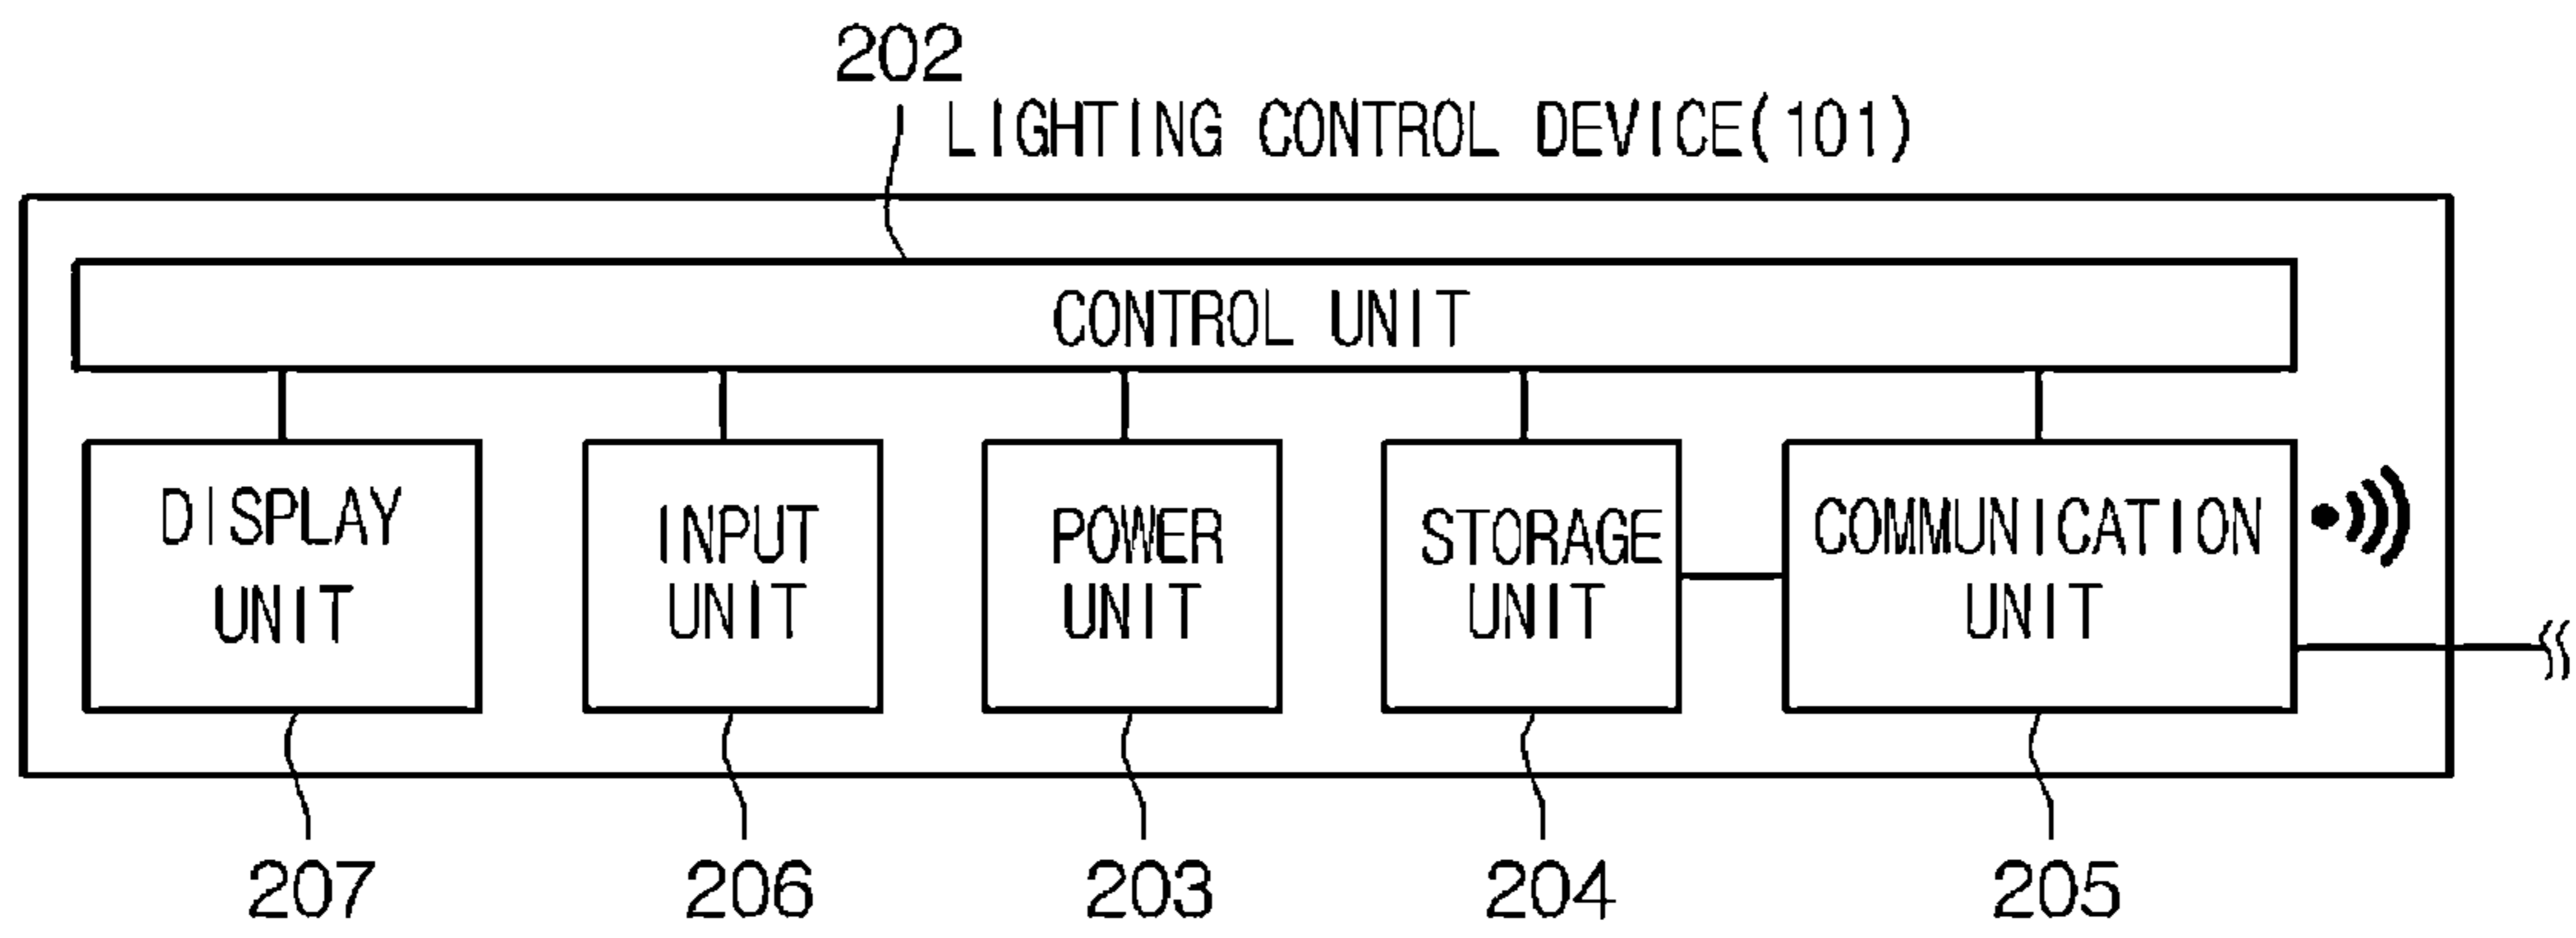 202
LIGHTING CONTROL DEVICE(101)
CONTROL UNIT
DISPLAY
UNIT
INPUT
UNIT
POWER
UNIT
STORAGE
UNIT
COMMUNICATION
UNIT
207
206
203
204
205